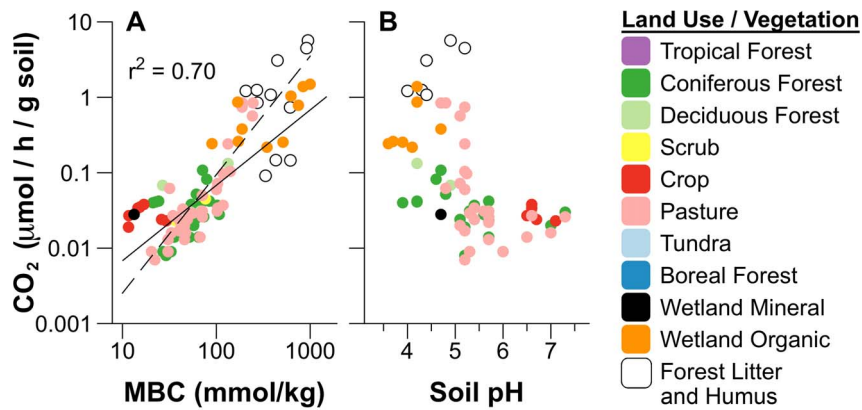 A
B
Land Use / Vegetation
r² = 0.70
CO₂ (µmol / h / g soil)
10
1
0.1
0.01
0.001
10 100 1000
4 5 6 7
MBC (mmol/kg)
Soil pH
Tropical Forest
Coniferous Forest
Deciduous Forest
Scrub
Crop
Pasture
Tundra
Boreal Forest
Wetland Mineral
Wetland Organic
Forest Litter
and Humus